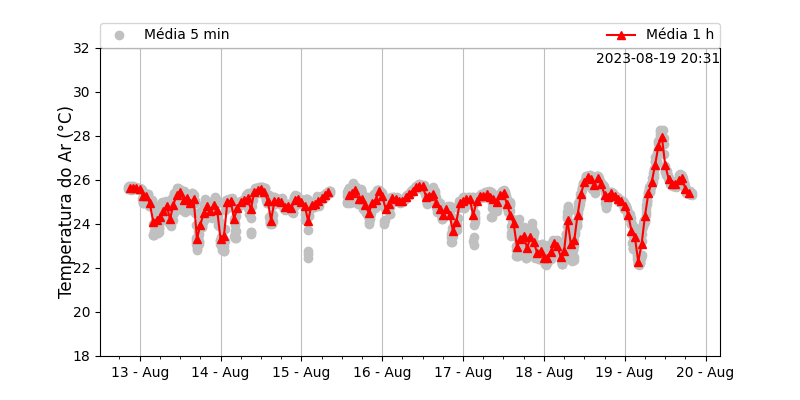 Média 5 min
Média 1 h
2023-08-19 20:31
Temperatura do Ar (°C)
32
30
28
26
24
22
20
18
13 - Aug
14 - Aug
15 - Aug
16 - Aug
17 - Aug
18 - Aug
19 - Aug
20 - Aug